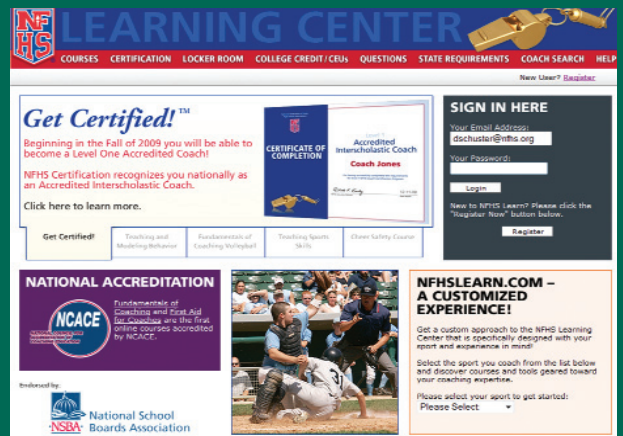 NF
HS
LEARNING CENTER
COURSES CERTIFICATION LOCKER ROOM COLLEGE CREDIT/CEUs QUESTIONS STATE REQUIREMENTS COACH SEARCH HELP
New User? Register
Get Certified!™
Beginning in the Fall of 2009 you will be able to
become a Level One Accredited Coach!
NFHS Certification recognizes you nationally as
an Accredited Interscholastic Coach.
Click here to learn more.
CERTIFICATE OF
COMPLETION
Level 1
Accredited
Interscholastic Coach
Coach Jones
Get Certified!
Teaching and
Modeling Behavior
Fundamentals of
Coaching Volleyball
Teaching Sports
Skills
Cheer Safety Course
SIGN IN HERE
Your Email Address:
dschuster@nfhs.org
Your Password:
Login
New to NFHS Learn? Please click the
"Register Now" button below.
Register
NATIONAL ACCREDITATION
NCACE
Fundamentals of
Coaching and First Aid
for Coaches are the first
online courses accredited
by NCACE.
Endorsed by:
NSBA
National School
Boards Association
37
NFHSLEARN.COM –
A CUSTOMIZED
EXPERIENCE!
Get a custom approach to the NFHS Learning
Center that is specifically designed with your
sport and experience in mind!
Select the sport you coach from the list below
and discover courses and tools geared toward
your coaching expertise.
Please select your sport to get started:
Please Select